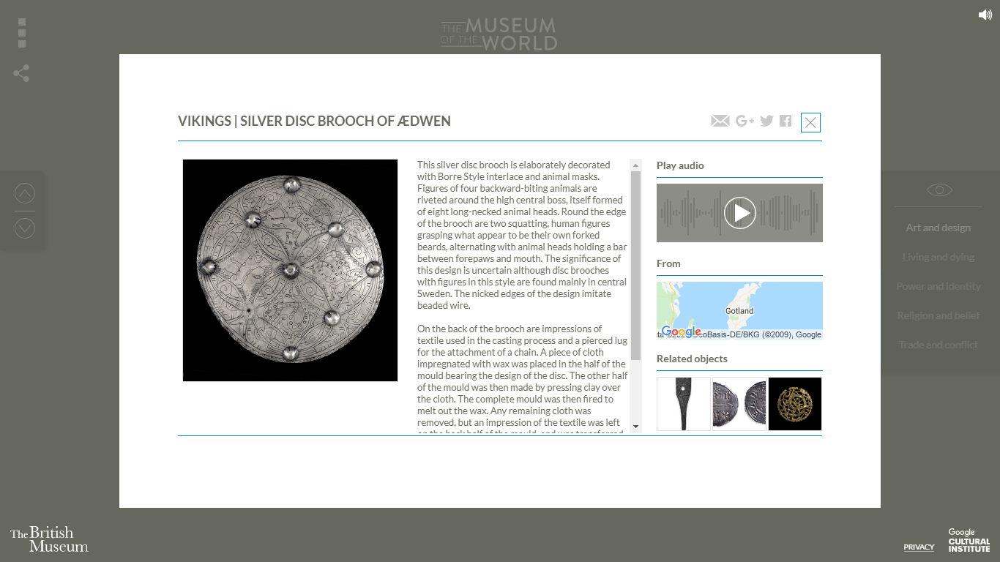 THE MUSEUM
OF THE WORLD
VIKINGS | SILVER DISC BROOCH OF ÆDWEN
This silver disc brooch is elaborately decorated
with Borre Style interlace and animal masks.
Figures of four backward-biting animals are
riveted around the high central boss, itself formed
of eight long-necked animal heads. Round the edge
of the brooch are two squatting, human figures
grasping what appear to be their own forked
beards, alternating with animal heads holding a bar
between forepaws and mouth. The significance of
this design is uncertain although disc brooches
with figures in this style are found mainly in central
Sweden. The nicked edges of the design imitate
beaded wire.
On the back of the brooch are impressions of
textile used in the casting process and a pierced lug
for the attachment of a chain. A piece of cloth
impregnated with wax was placed in the half of the
mould bearing the design of the disc. The other half
of the mould was then made by pressing clay over
the cloth. The complete mould was then fired to
melt out the wax. Any remaining cloth was
removed, but an impression of the textile was left
on the back half of the mould, and was transferred
Play audio
From
Gotland
Google
GeoBasis-DE/BKG (©2009), Google
Related objects
Art and design
Living and dying
Power and identity
Religion and belief
Trade and conflict
The British
Museum
PRIVACY
Google
CULTURAL
INSTITUTE